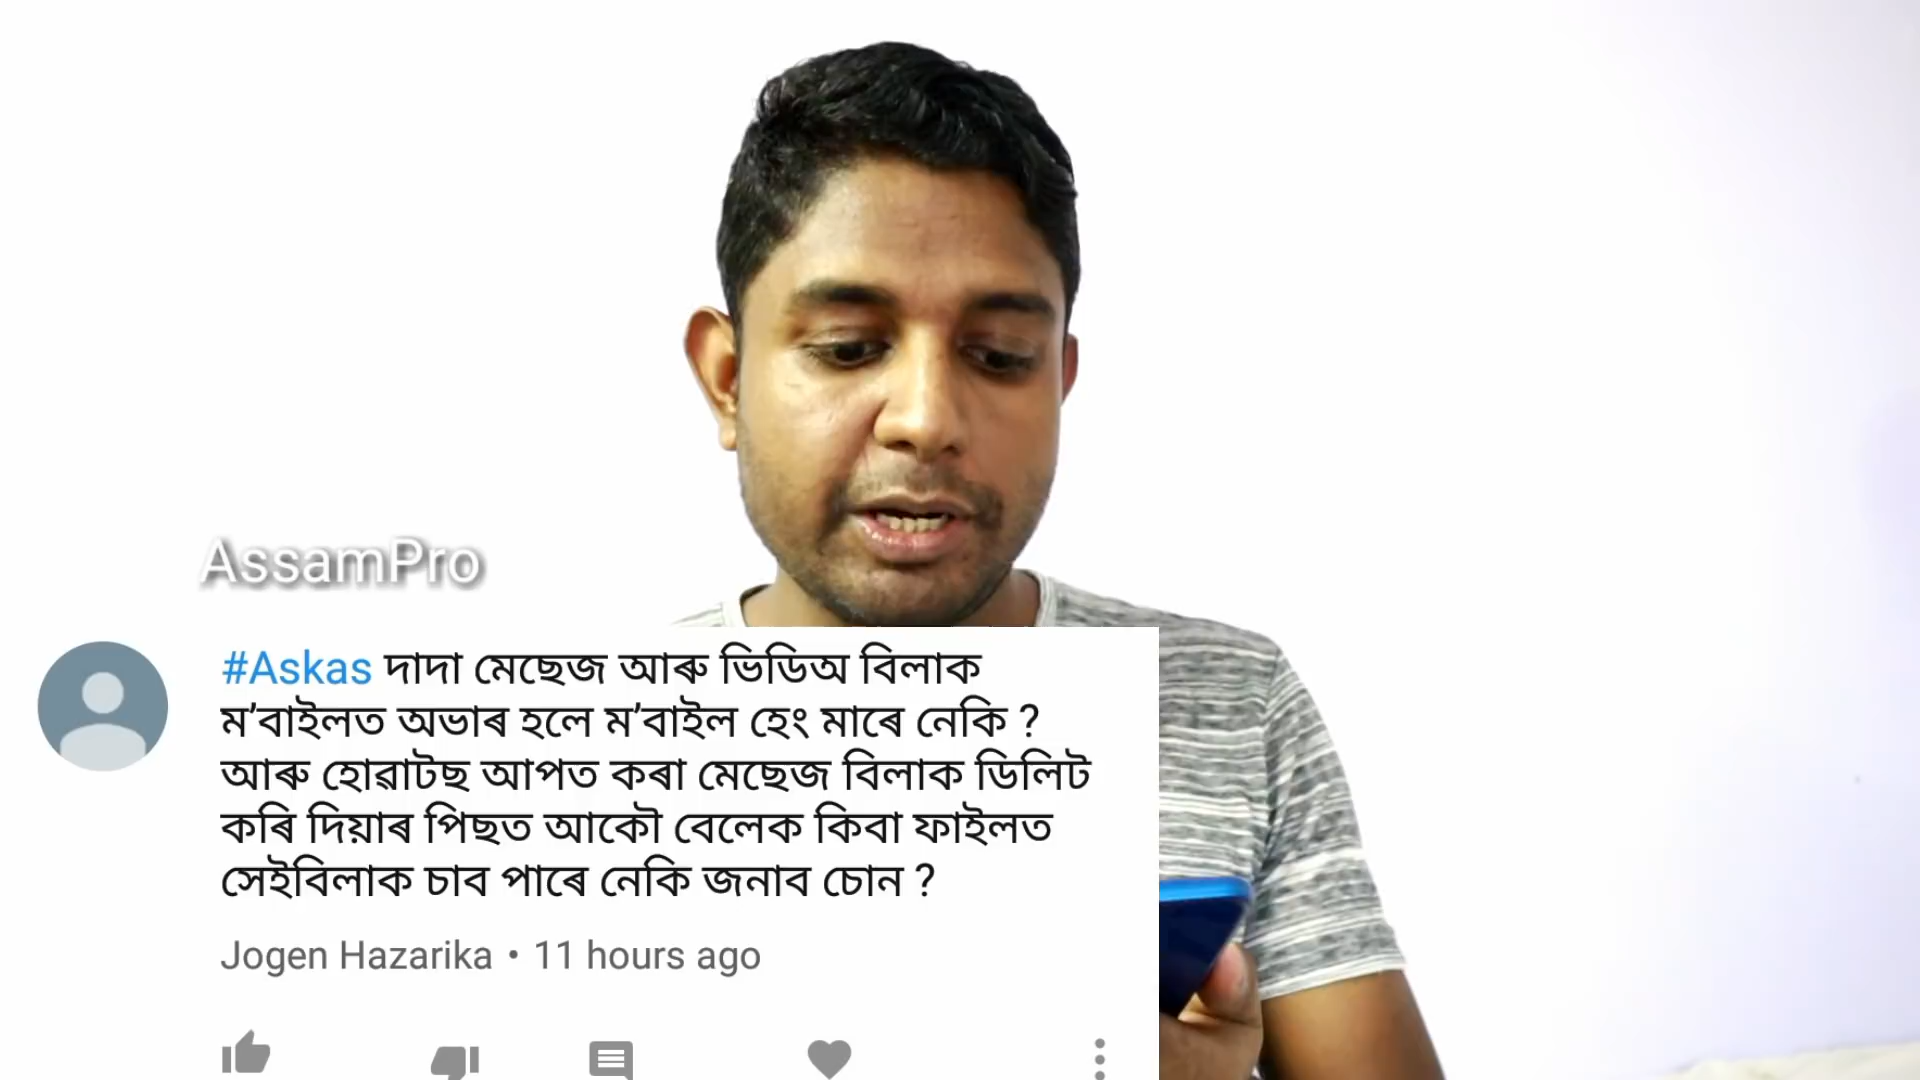 AssamPro
#Askas দাদা মেছেজ আৰু ভিডিঅ বিলাক
ম’বাইলত অভাৰ হলে ম’বাইল হেং মাৰে নেকি ?
আৰু হোৱাটছ আপত কৰা মেছেজ বিলাক ডিলিট
কৰি দিয়াৰ পিছত আকৌ বেলেক কিবা ফাইলত
সেইবিলাক চাব পাৰে নেকি জনাব চোন ?
Jogen Hazarika • 11 hours ago